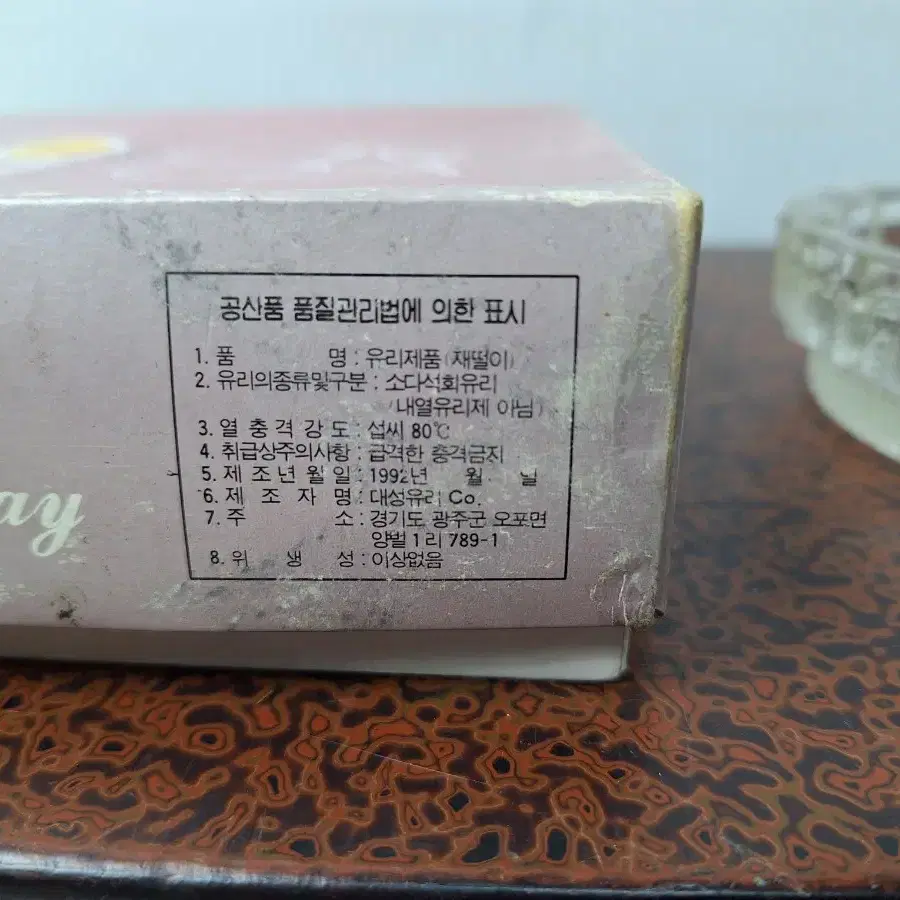 공산품 품질관리법에 의한 표시
1. 품 명 : 유리제품(재떨이)
2. 유리의종류및구분 : 소다석회유리
(내열유리제 아님)
3. 열 충 격 강 도 : 섭씨 80℃
4. 취급상주의사항 : 급격한 충격금지
5. 제 조 년 월 일 : 1992년 월. 닐
6. 제 조 자 명 : 대성유리 Co.
7. 주 소 : 경기도 광주군 오포면
양벌 1리 789-1
8. 위 생 성 : 이상없음
ay